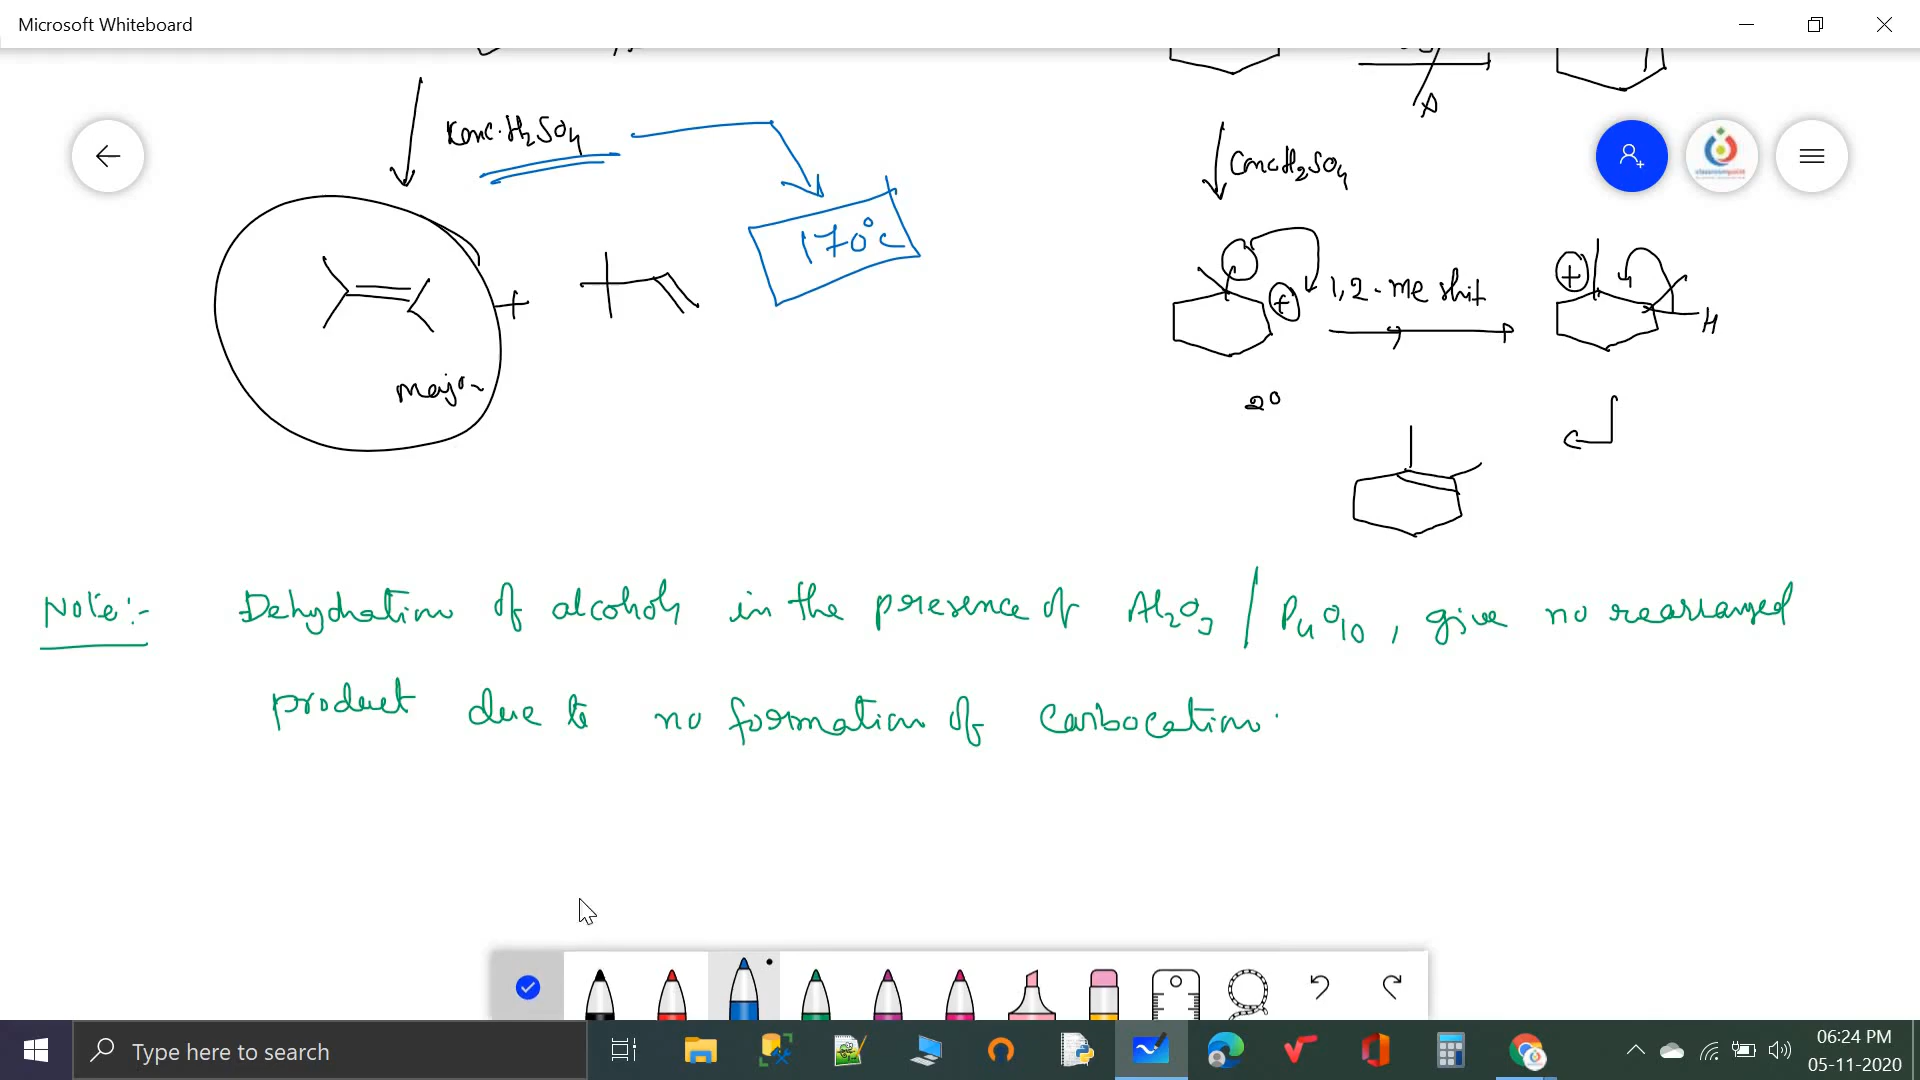 Microsoft Whiteboard
Conc. H2SO4
170°C
+
Major
Δ
Conc H2SO4
+
1,2-Me shift
+
H
2°
Note:- Dehydration of alcohols in the presence of Al2O3 / P4O10, give no rearranged
product due to no formation of carbocation.
Type here to search
06:24 PM
05-11-2020